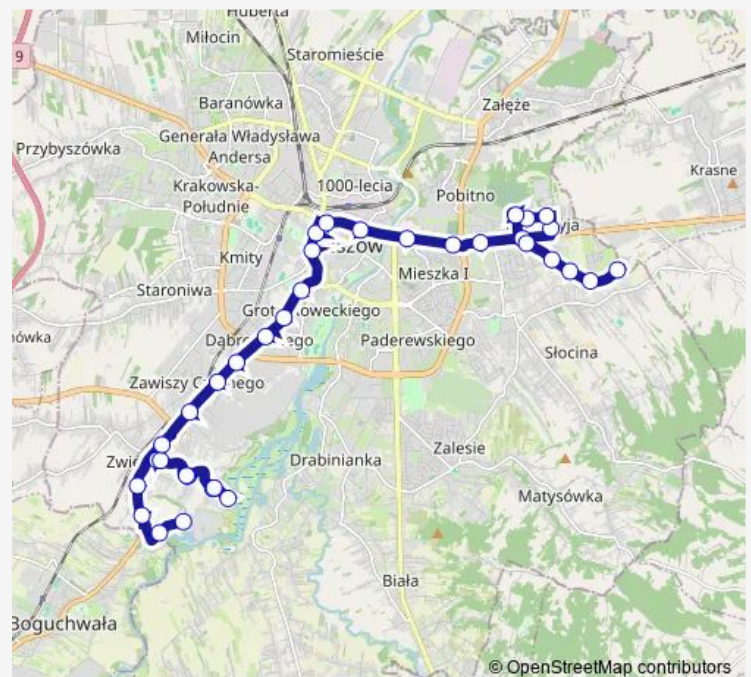 Huberta
Miłocin
Staromieście
9
Baranówka
Załęże
Generała Władysława
Andersa
Przybyszówka
Krasne
Krakowska-
Południe
1000-lecia
Pobitno
Kmity
Mieszka I
Staroniwa
Paderewskiego
Słocina
Zawiszy
Drabinianka
Zalesie
Matysówka
Biała
Boguchwała
© OpenStreetMap contributors